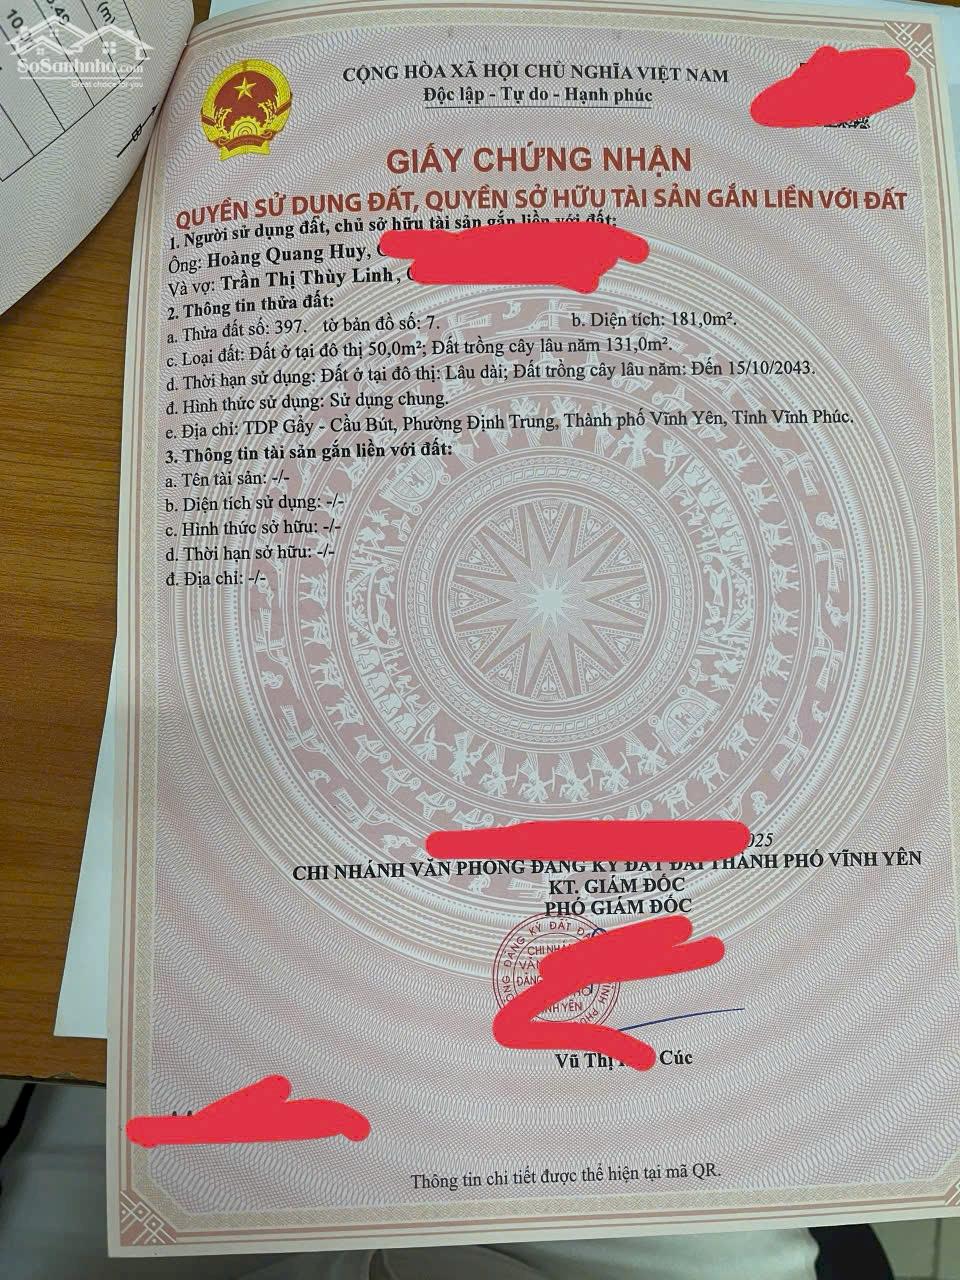 (m)
10.
SoSanhnha.com
Great choice for you
CỘNG HÒA XÃ HỘI CHỦ NGHĨA VIỆT NAM
Độc lập - Tự do - Hạnh phúc
GIẤY CHỨNG NHẬN
QUYỀN SỬ DỤNG ĐẤT, QUYỀN SỞ HỮU TÀI SẢN GẮN LIỀN VỚI ĐẤT
1. Người sử dụng đất, chủ sở hữu tài sản gắn liền với đất:
Ông: Hoàng Quang Huy,
Và vợ: Trần Thị Thùy Linh,
2. Thông tin thửa đất:
a. Thửa đất số: 397. tờ bản đồ số: 7. b. Diện tích: 181,0m².
c. Loại đất: Đất ở tại đô thị 50,0m²; Đất trồng cây lâu năm 131,0m².
d. Thời hạn sử dụng: Đất ở tại đô thị: Lâu dài; Đất trồng cây lâu năm: Đến 15/10/2043.
đ. Hình thức sử dụng: Sử dụng chung.
e. Địa chỉ: TDP Gẩy - Cầu Bút, Phường Định Trung, Thành phố Vĩnh Yên, Tỉnh Vĩnh Phúc.
3. Thông tin tài sản gắn liền với đất:
a. Tên tài sản: -/-
b. Diện tích sử dụng: -/-
c. Hình thức sở hữu: -/-
d. Thời hạn sở hữu: -/-
đ. Địa chỉ: -/-
025
CHI NHÁNH VĂN PHÒNG ĐĂNG KÝ ĐẤT ĐAI THÀNH PHỐ VĨNH YÊN
KT. GIÁM ĐỐC
PHÓ GIÁM ĐỐC
ĐĂNG KÝ ĐẤT
Vũ Thị Cúc
Thông tin chi tiết được thể hiện tại mã QR.